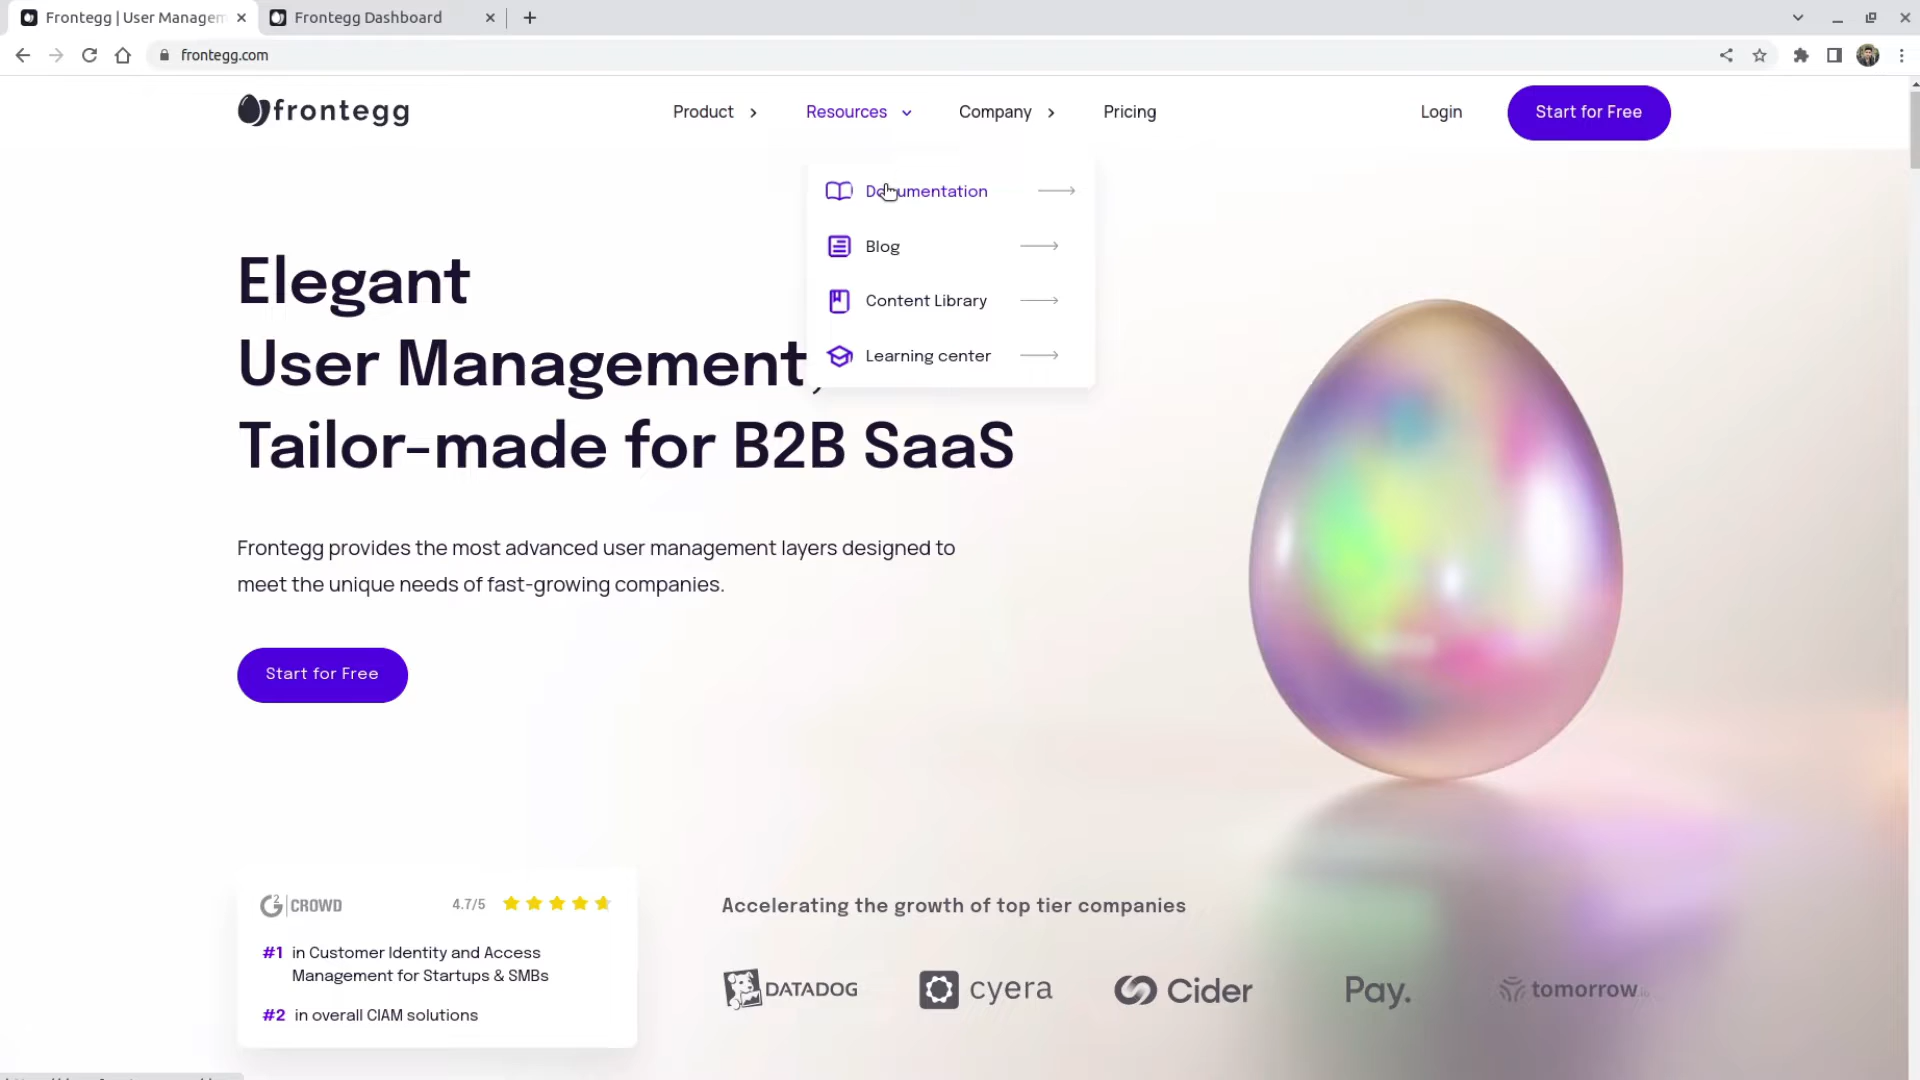 Frontegg | User Managem
Frontegg Dashboard
frontegg.com
frontegg
Product
Resources
Company
Pricing
Login
Start for Free
Documentation
Blog
Content Library
Learning center
Elegant
User Management,
Tailor-made for B2B SaaS
Frontegg provides the most advanced user management layers designed to
meet the unique needs of fast-growing companies.
Start for Free
G2 | CROWD
4.7/5
#1 in Customer Identity and Access
Management for Startups & SMBs
#2 in overall CIAM solutions
Accelerating the growth of top tier companies
DATADOG
cyera
Cider
Pay.
tomorrow.io